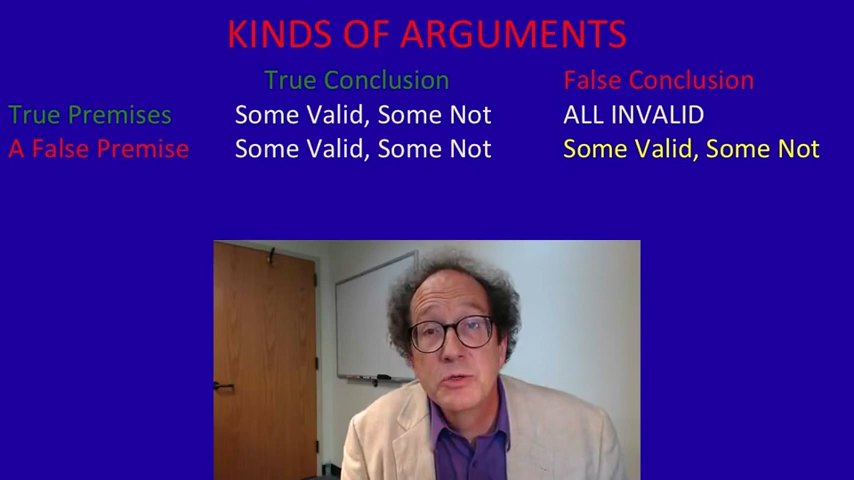 KINDS OF ARGUMENTS
True Conclusion False Conclusion
True Premises Some Valid, Some Not ALL INVALID
A False Premise Some Valid, Some Not Some Valid, Some Not